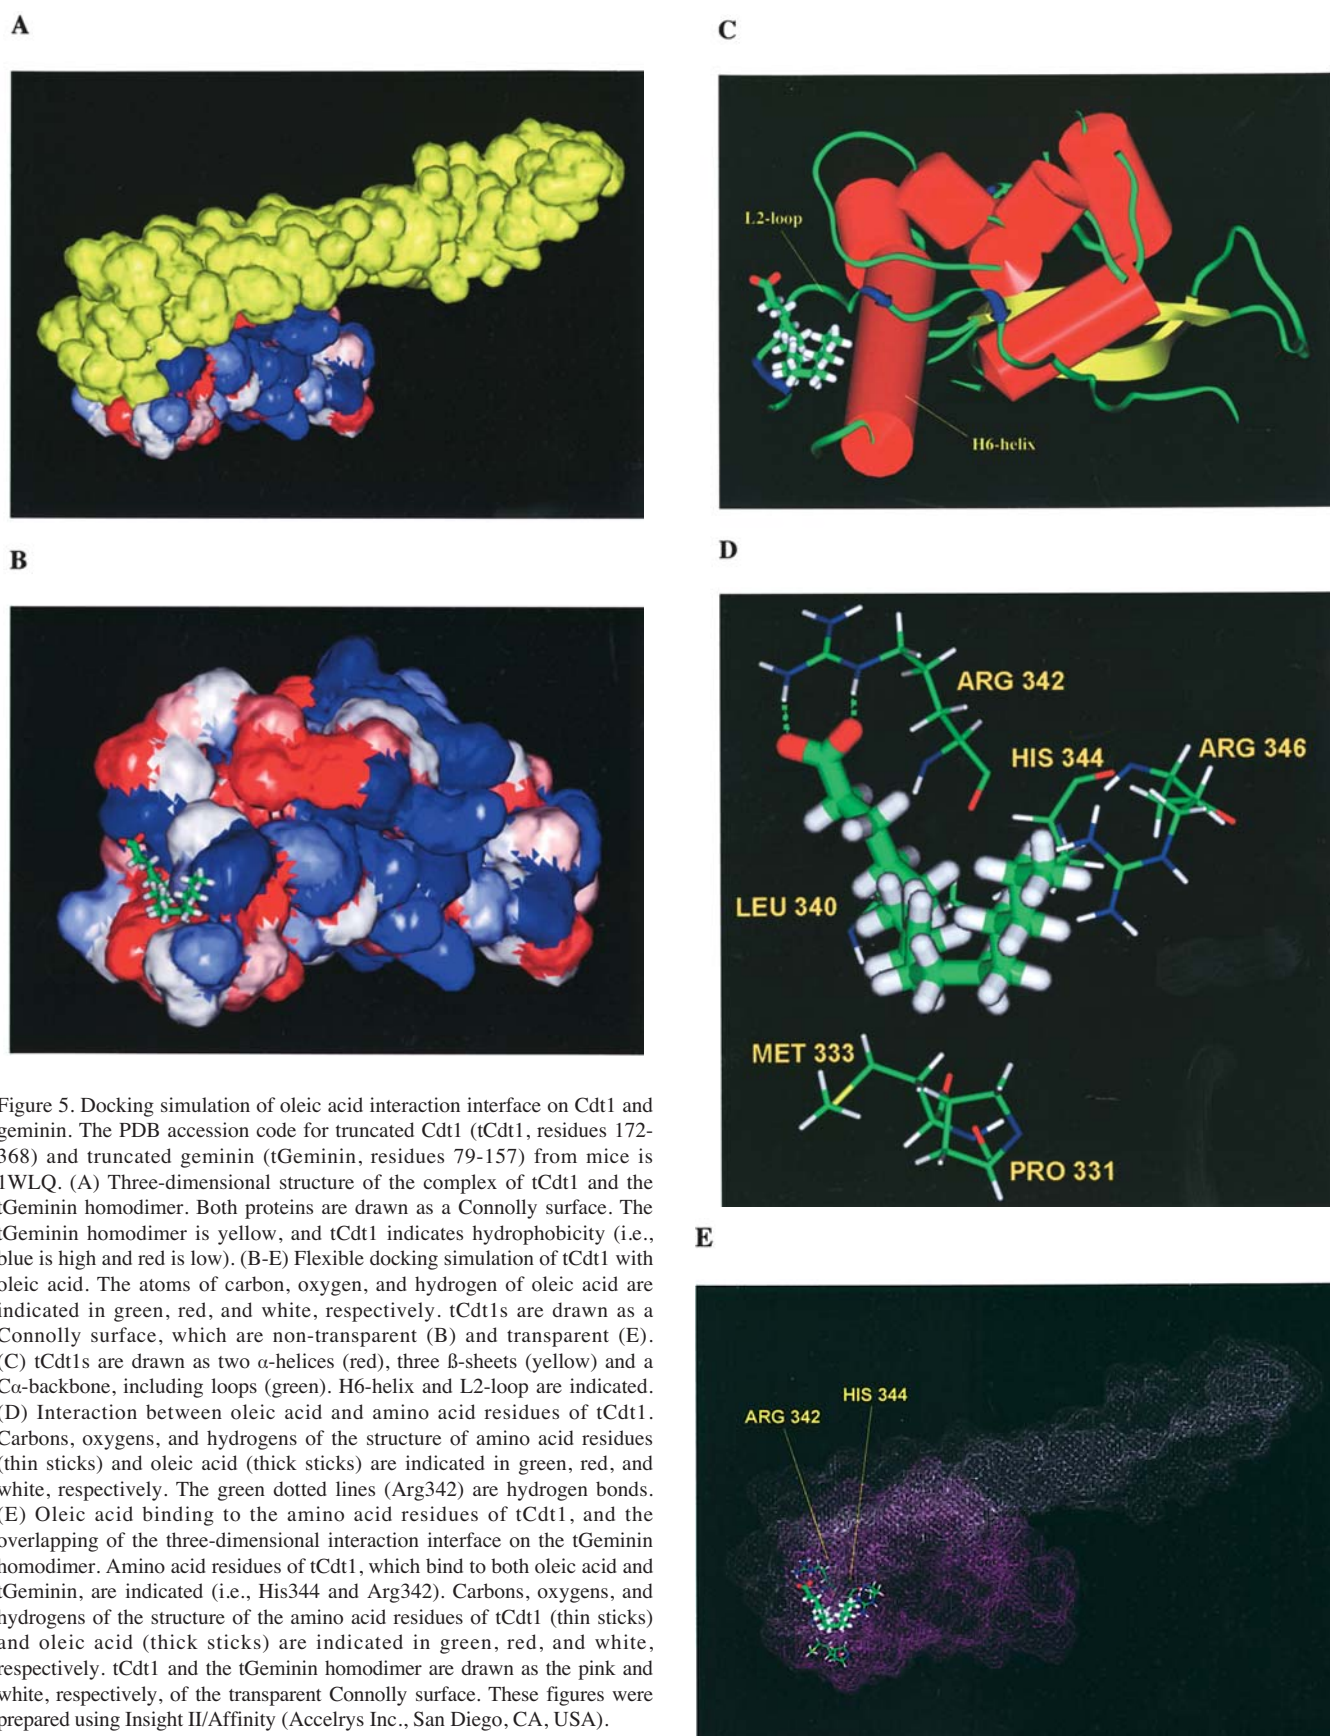 A
C
L2-loop
H6-helix
B
D
ARG 342
HIS 344
ARG 346
LEU 340
MET 333
PRO 331
E
HIS 344
ARG 342
Figure 5. Docking simulation of oleic acid interaction interface on Cdt1 and
geminin. The PDB accession code for truncated Cdt1 (tCdt1, residues 172-
368) and truncated geminin (tGeminin, residues 79-157) from mice is
1WLQ. (A) Three-dimensional structure of the complex of tCdt1 and the
tGeminin homodimer. Both proteins are drawn as a Connolly surface. The
tGeminin homodimer is yellow, and tCdt1 indicates hydrophobicity (i.e.,
blue is high and red is low). (B-E) Flexible docking simulation of tCdt1 with
oleic acid. The atoms of carbon, oxygen, and hydrogen of oleic acid are
indicated in green, red, and white, respectively. tCdt1s are drawn as a
Connolly surface, which are non-transparent (B) and transparent (E).
(C) tCdt1s are drawn as two α-helices (red), three ß-sheets (yellow) and a
Cα-backbone, including loops (green). H6-helix and L2-loop are indicated.
(D) Interaction between oleic acid and amino acid residues of tCdt1.
Carbons, oxygens, and hydrogens of the structure of amino acid residues
(thin sticks) and oleic acid (thick sticks) are indicated in green, red, and
white, respectively. The green dotted lines (Arg342) are hydrogen bonds.
(E) Oleic acid binding to the amino acid residues of tCdt1, and the
overlapping of the three-dimensional interaction interface on the tGeminin
homodimer. Amino acid residues of tCdt1, which bind to both oleic acid and
tGeminin, are indicated (i.e., His344 and Arg342). Carbons, oxygens, and
hydrogens of the structure of the amino acid residues of tCdt1 (thin sticks)
and oleic acid (thick sticks) are indicated in green, red, and white,
respectively. tCdt1 and the tGeminin homodimer are drawn as the pink and
white, respectively, of the transparent Connolly surface. These figures were
prepared using Insight II/Affinity (Accelrys Inc., San Diego, CA, USA).